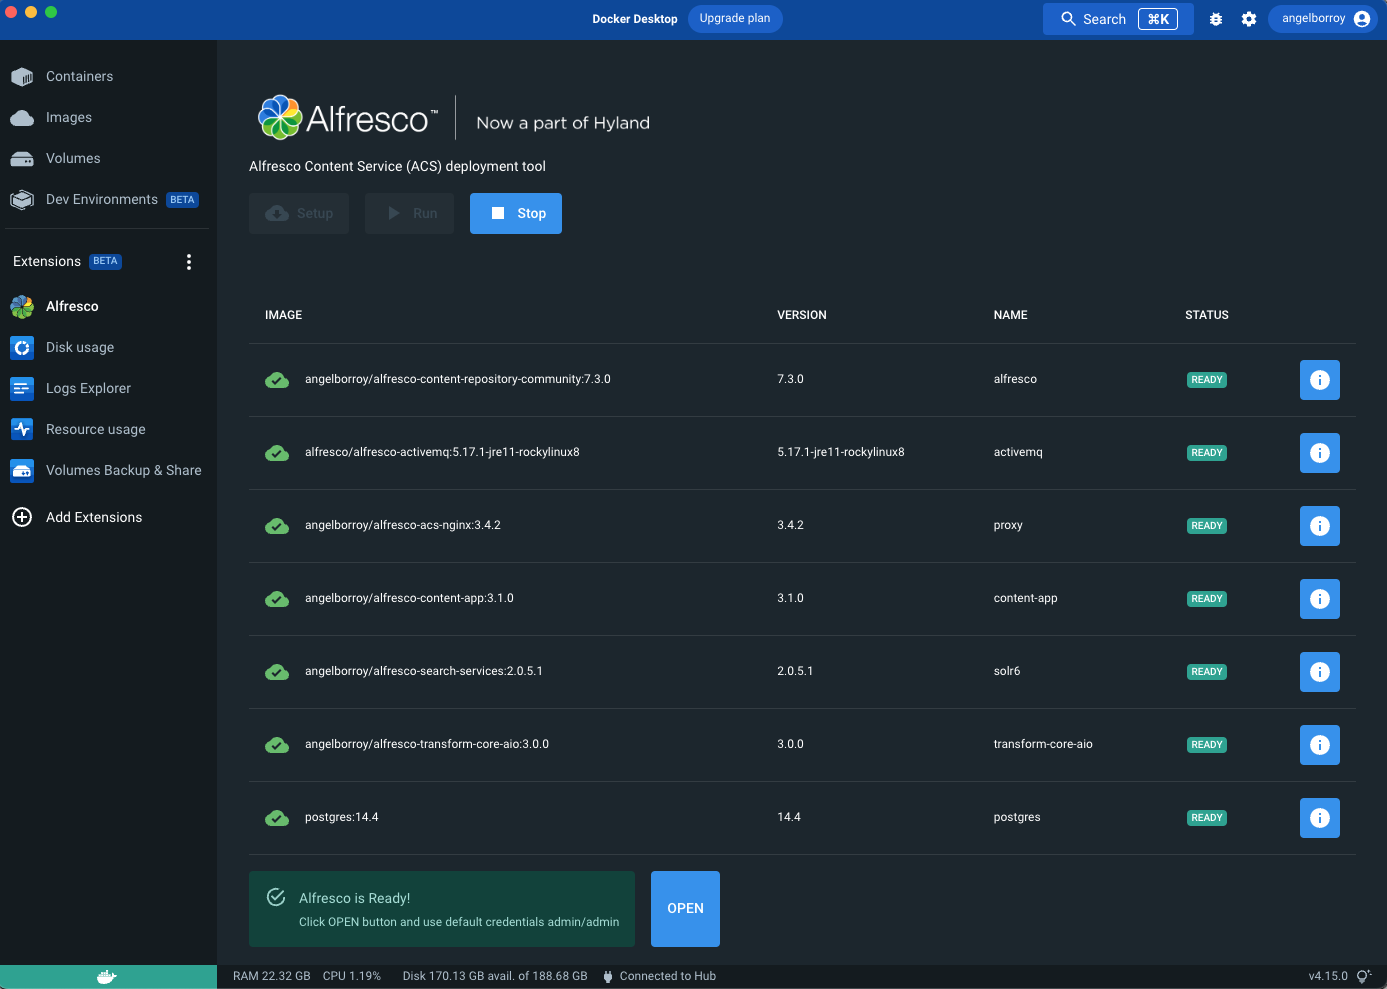 Docker Desktop Upgrade plan Search ⌘K angelborroy
Containers
Images
Volumes
Dev Environments BETA
Extensions BETA
Alfresco
Disk usage
Logs Explorer
Resource usage
Volumes Backup & Share
Add Extensions
Alfresco™ Now a part of Hyland
Alfresco Content Service (ACS) deployment tool
Setup Run Stop
IMAGE VERSION NAME STATUS
angelborroy/alfresco-content-repository-community:7.3.0 7.3.0 alfresco READY
alfresco/alfresco-activemq:5.17.1-jre11-rockylinux8 5.17.1-jre11-rockylinux8 activemq READY
angelborroy/alfresco-acs-nginx:3.4.2 3.4.2 proxy READY
angelborroy/alfresco-content-app:3.1.0 3.1.0 content-app READY
angelborroy/alfresco-search-services:2.0.5.1 2.0.5.1 solr6 READY
angelborroy/alfresco-transform-core-aio:3.0.0 3.0.0 transform-core-aio READY
postgres:14.4 14.4 postgres READY
Alfresco is Ready!
Click OPEN button and use default credentials admin/admin
OPEN
RAM 22.32 GB CPU 1.19% Disk 170.13 GB avail. of 188.68 GB Connected to Hub v4.15.0